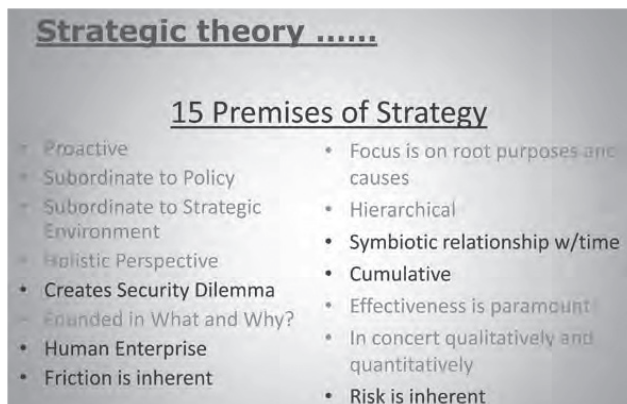 Strategic theory ......
15 Premises of Strategy
• Proactive
• Subordinate to Policy
• Subordinate to Strategic
Environment
• Holistic Perspective
• Creates Security Dilemma
• Founded in What and Why?
• Human Enterprise
• Friction is inherent
• Focus is on root purposes and
causes
• Hierarchical
• Symbiotic relationship w/time
• Cumulative
• Effectiveness is paramount
• In concert qualitatively and
quantitatively
• Risk is inherent